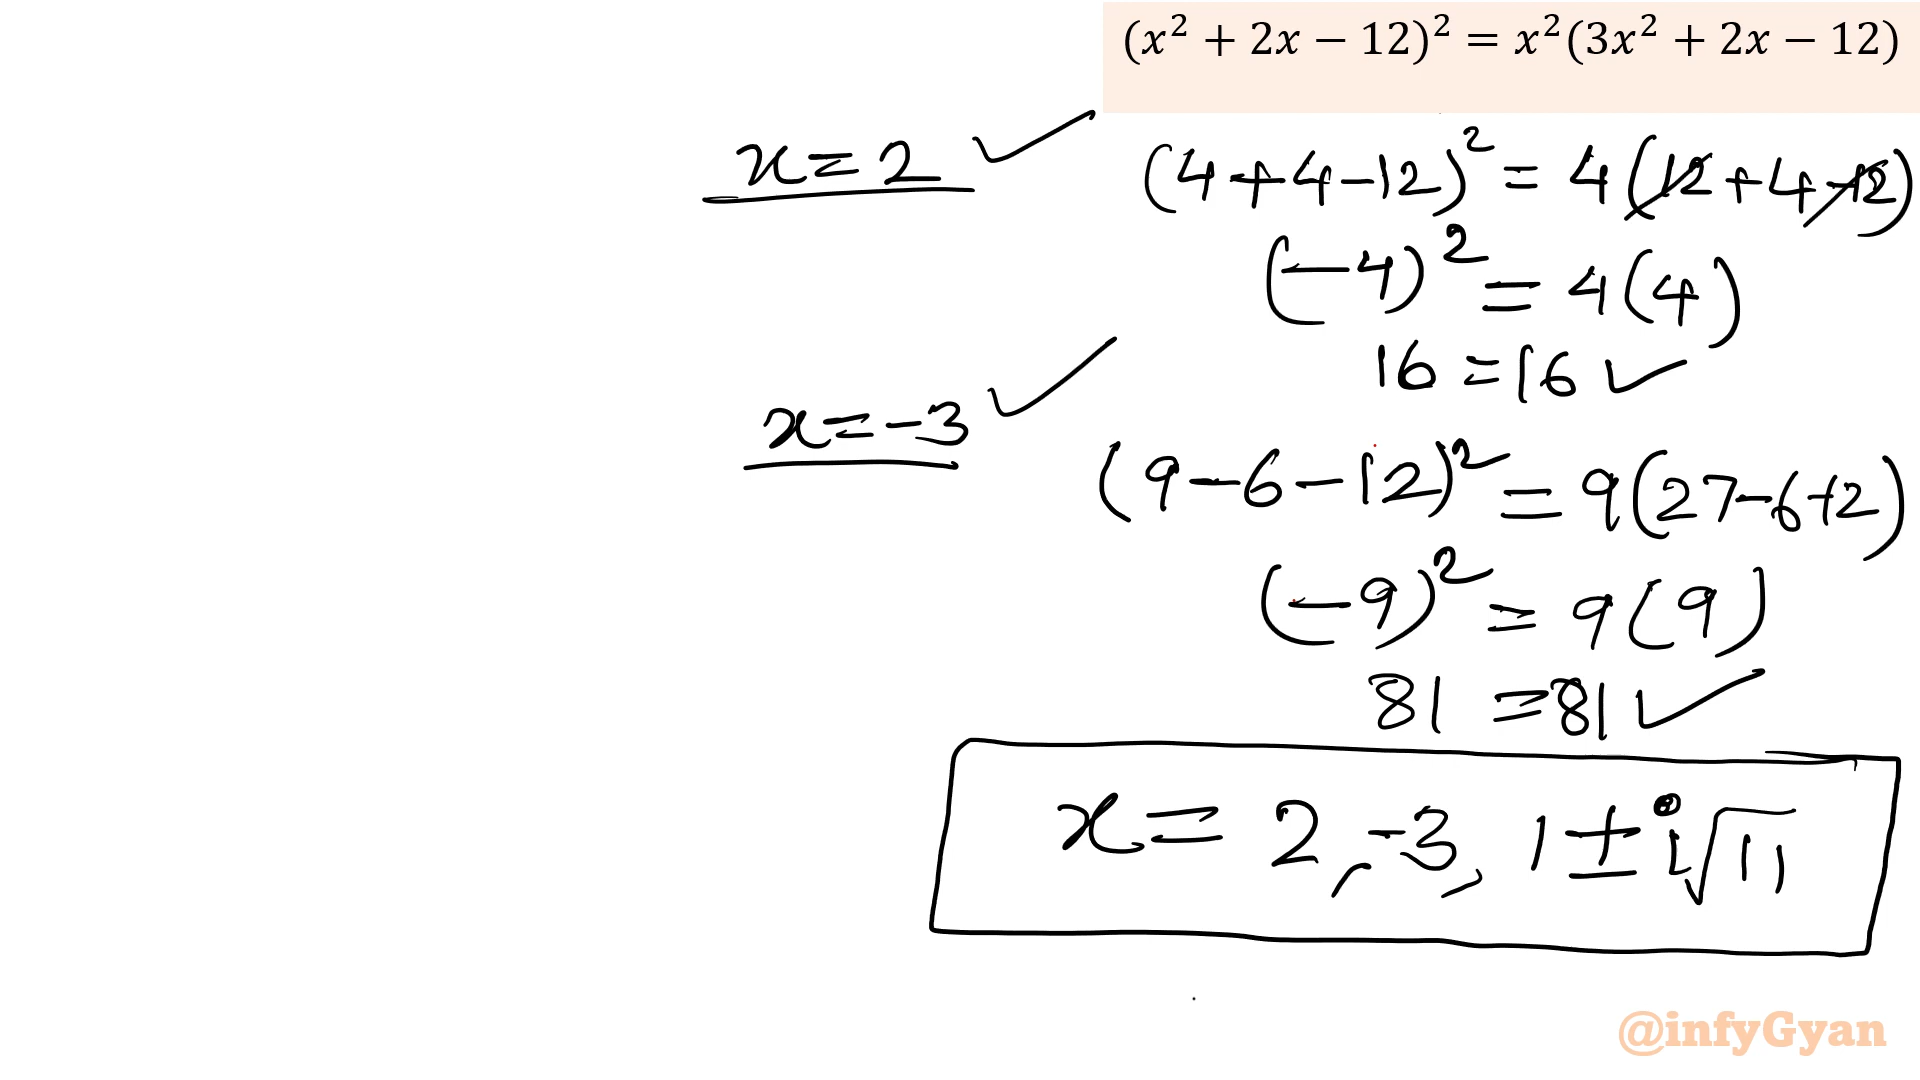 (x² + 2x − 12)² = x²(3x² + 2x − 12)
x = 2 ✓
(4+4−12)² = 4(12+4−12)
(−4)² = 4(4)
16 = 16 ✓
x = −3 ✓
(9−6−12)² = 9(27−6−12)
(−9)² = 9(9)
81 = 81 ✓
x = 2, −3, 1 ± i√11
@infyGyan